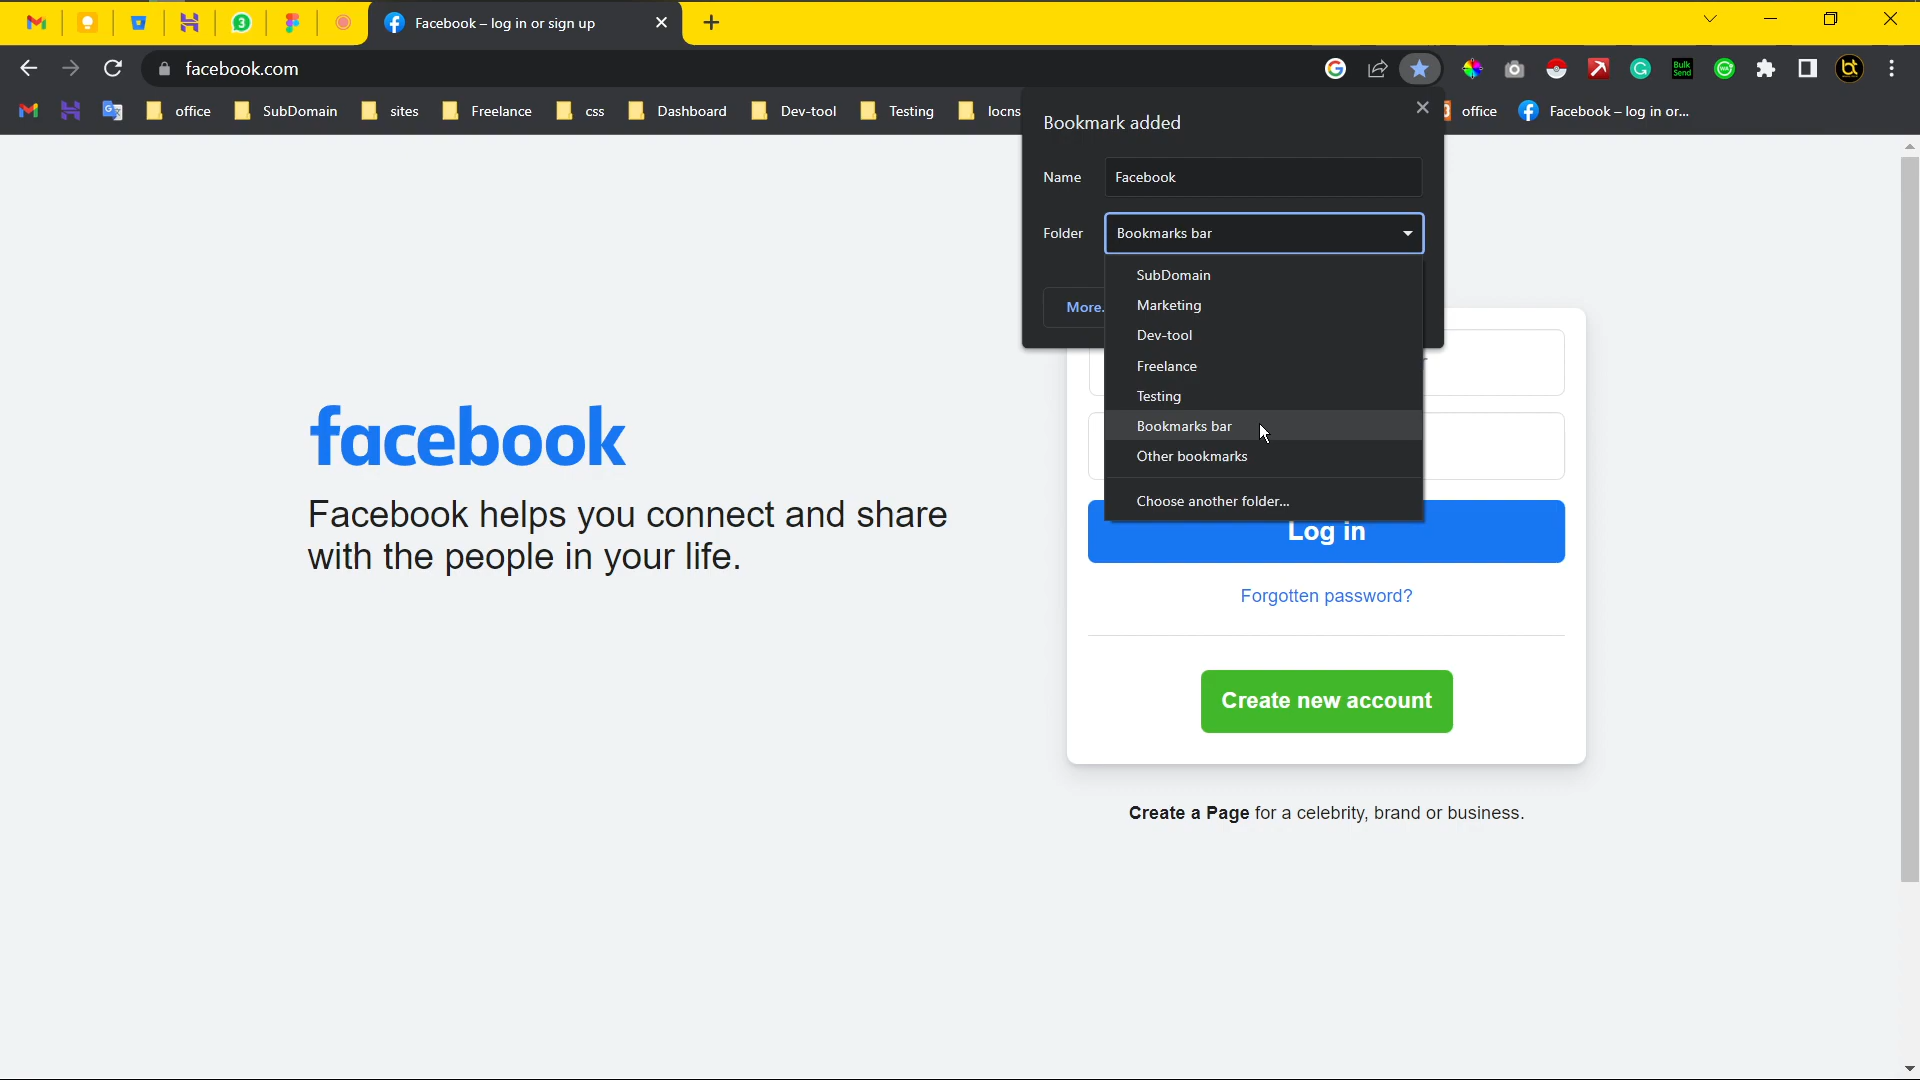 Facebook – log in or sign up
facebook.com
office SubDomain sites Freelance css Dashboard Dev-tool Testing locns office Facebook – log in or...
Bookmark added
Name Facebook
Folder Bookmarks bar
SubDomain
More.
Marketing
Dev-tool
Freelance
Testing
Bookmarks bar
Other bookmarks
Choose another folder...
facebook
Facebook helps you connect and share
with the people in your life.
Log in
Forgotten password?
Create new account
Create a Page for a celebrity, brand or business.